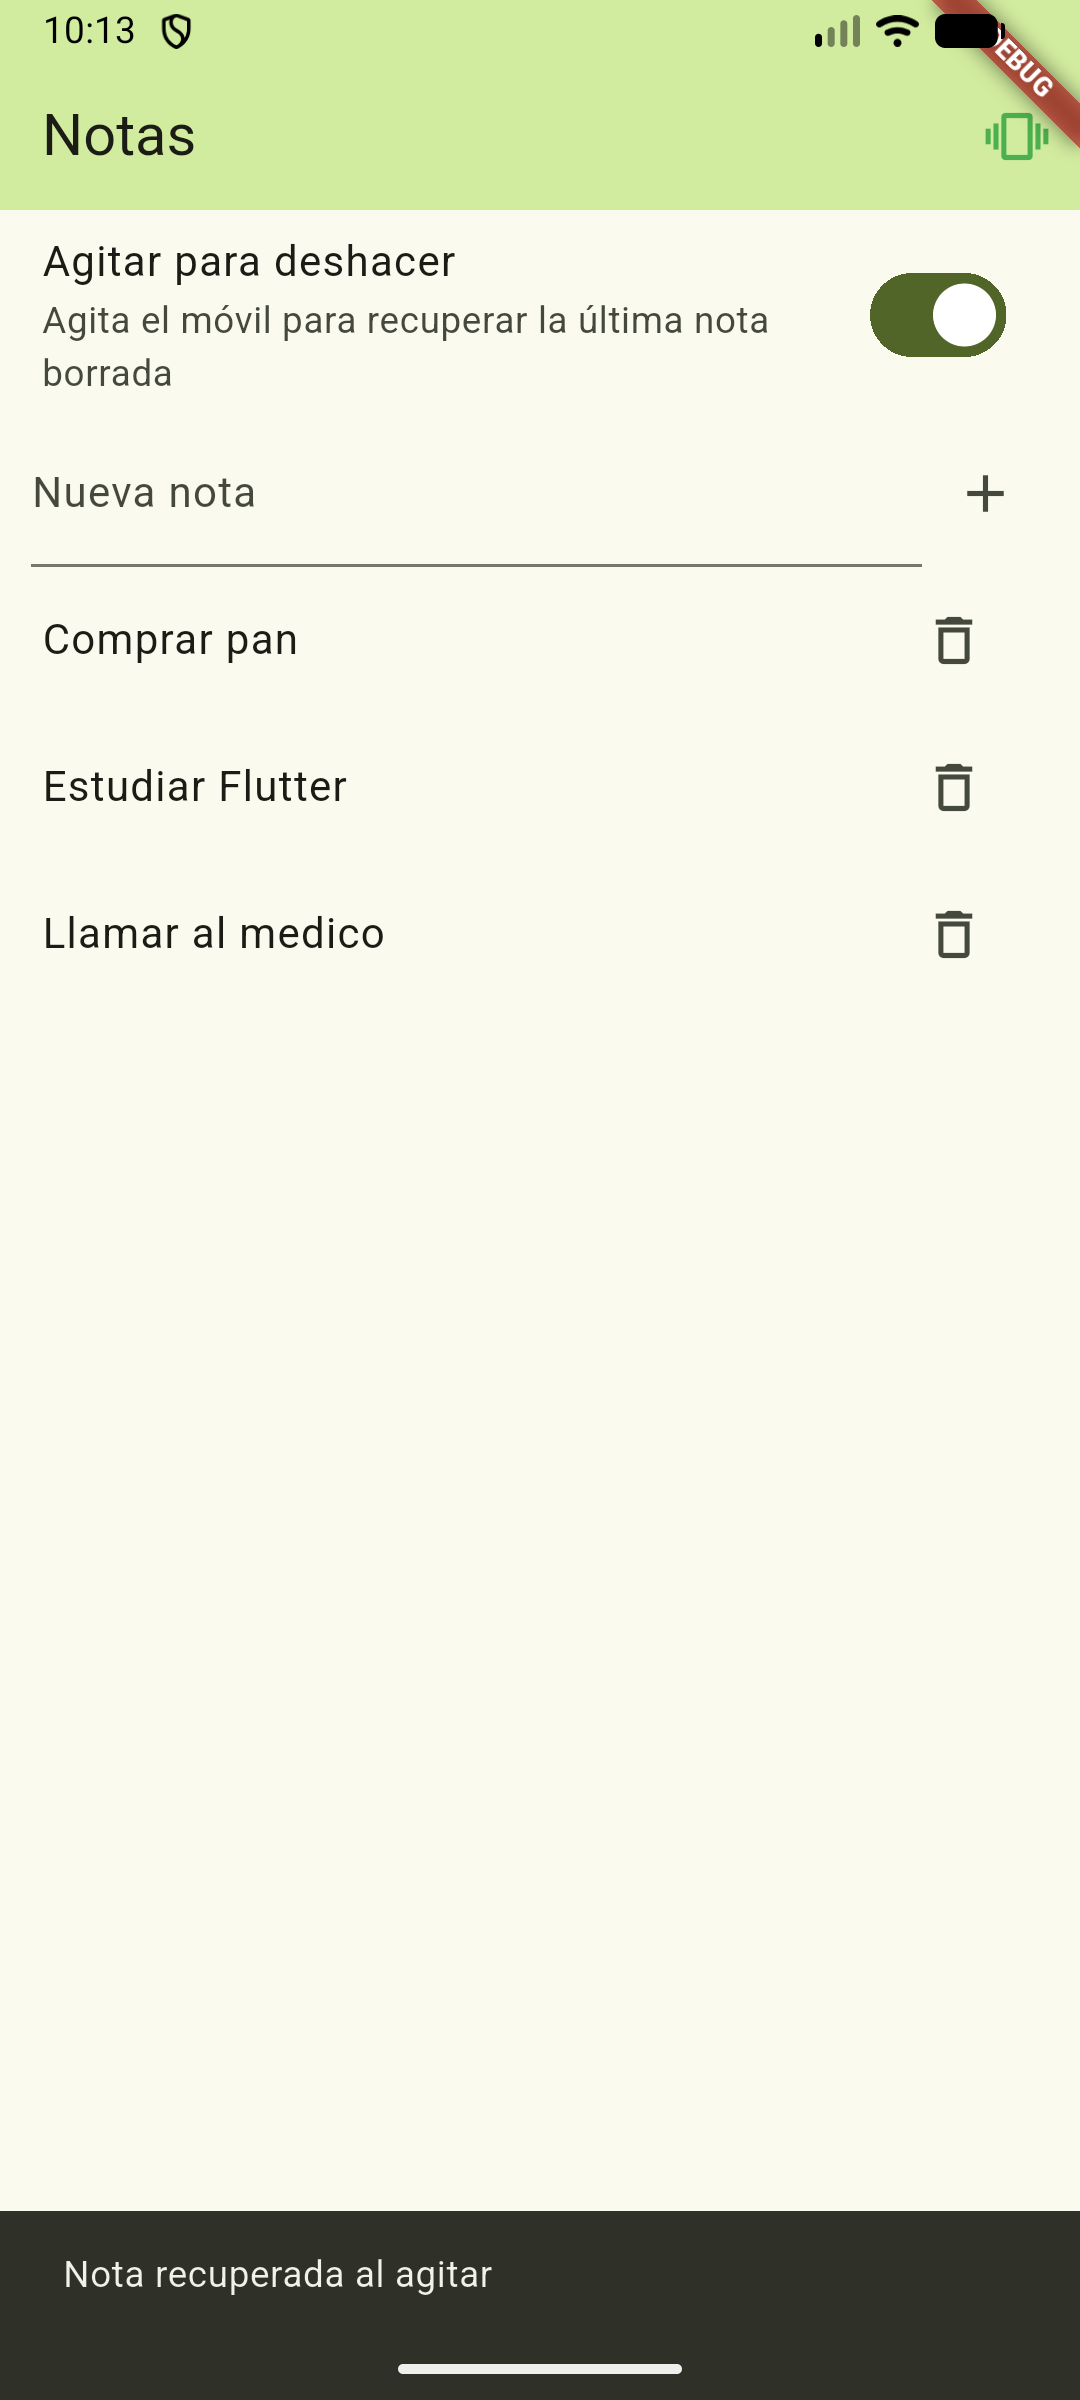 10:13
EBUG
Notas
Agitar para deshacer
Agita el móvil para recuperar la última nota
borrada
Nueva nota
Comprar pan
Estudiar Flutter
Llamar al medico
Nota recuperada al agitar